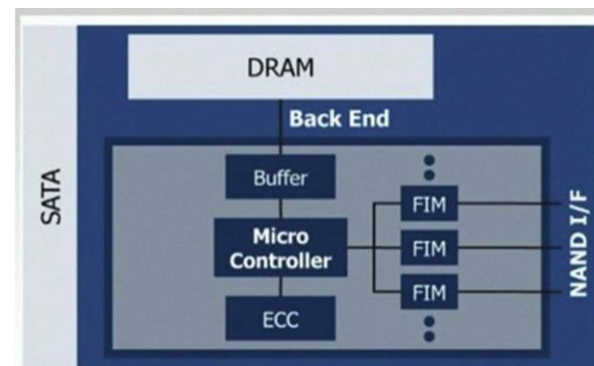 DRAM
Back End
SATA
Buffer
Micro
Controller
ECC
FIM
FIM
FIM
NAND I/F